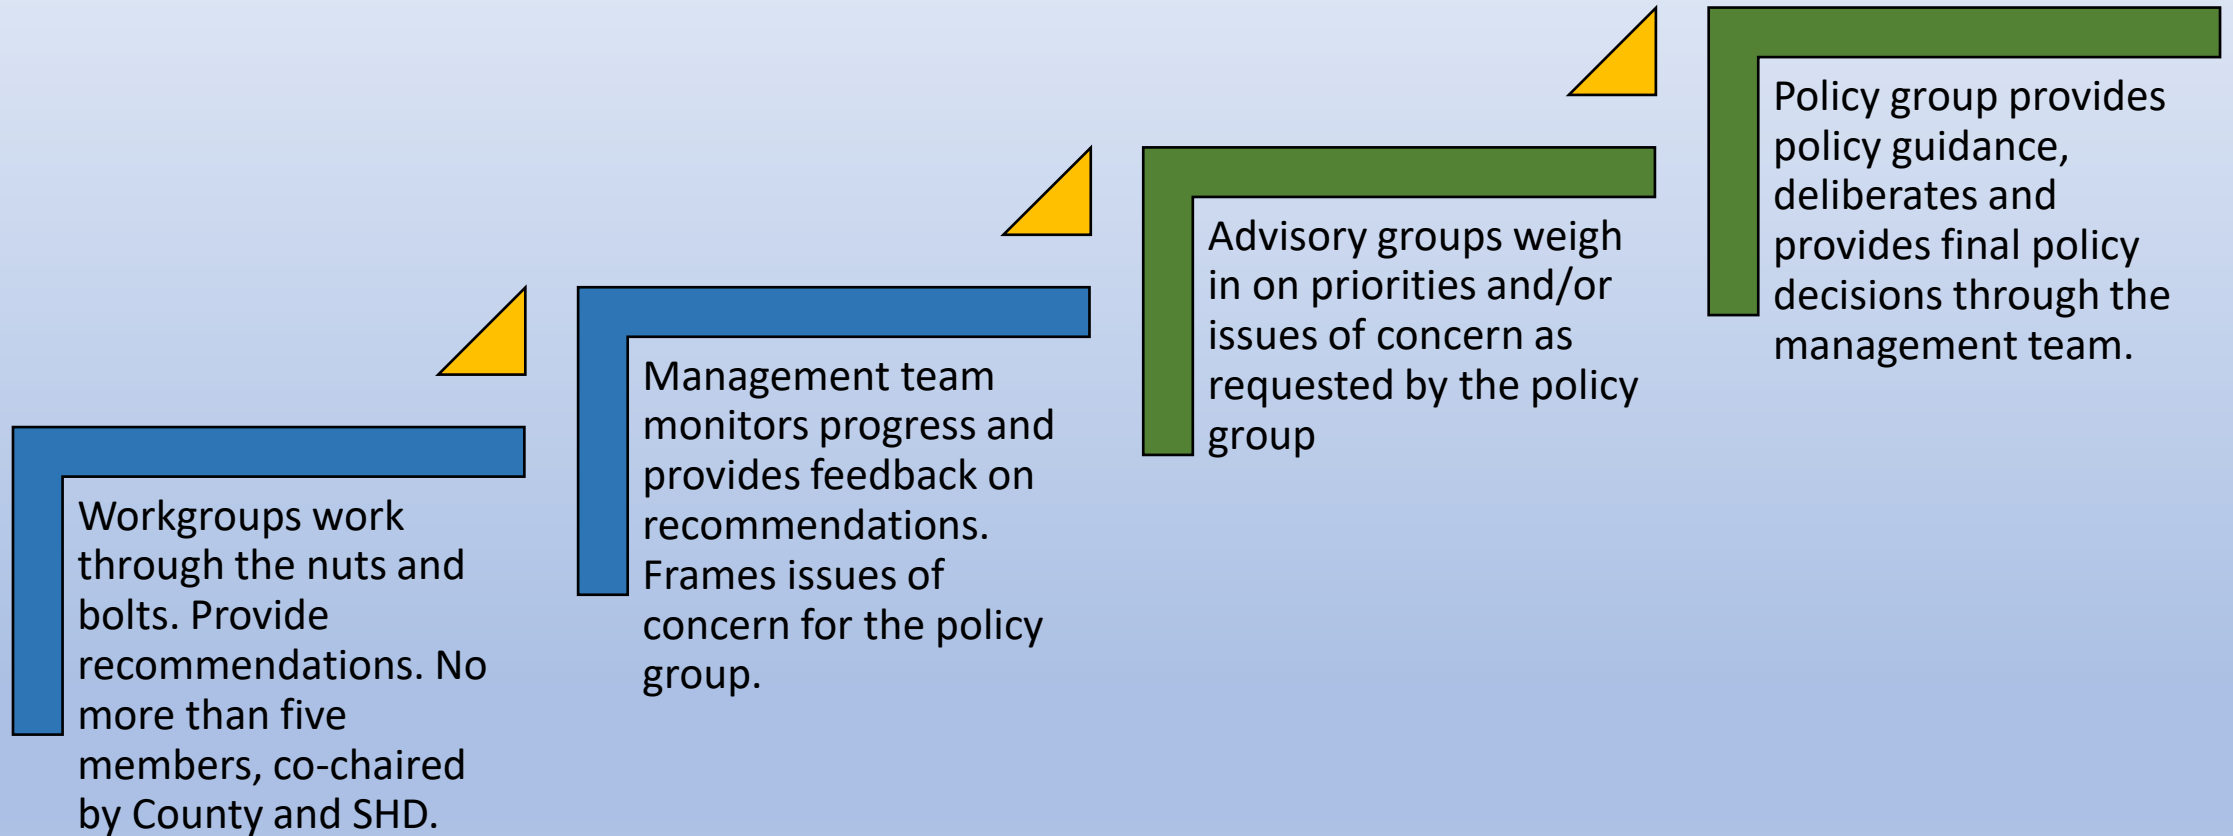 Workgroups work
through the nuts and
bolts. Provide
recommendations. No
more than five
members, co-chaired
by County and SHD.
Management team
monitors progress and
provides feedback on
recommendations.
Frames issues of
concern for the policy
group.
Advisory groups weigh
in on priorities and/or
issues of concern as
requested by the policy
group
Policy group provides
policy guidance,
deliberates and
provides final policy
decisions through the
management team.